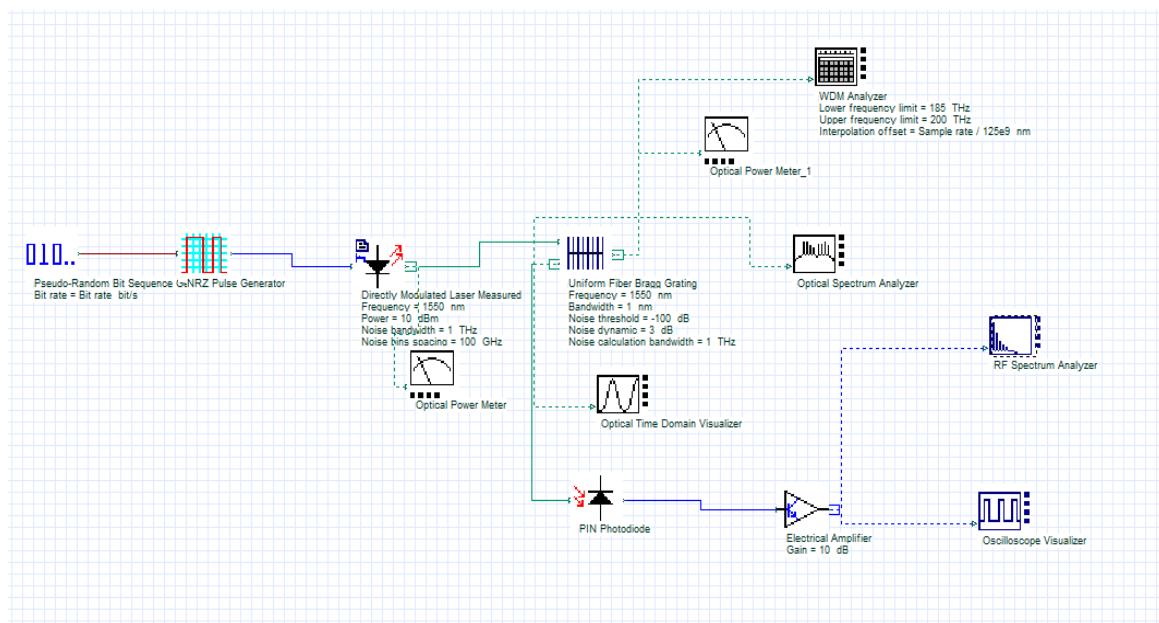 WDM Analyzer
Lower frequency limit = 185 THz
Upper frequency limit = 200 THz
Interpolation offset = Sample rate / 125e9 nm
Optical Power Meter_1
010..
Pseudo-Random Bit Sequence Ge
Bit rate = Bit rate bit/s
NRZ Pulse Generator
Directly Modulated Laser Measured
Frequency = 1550 nm
Power = 10 dBm
Noise bandwidth = 1 THz
Noise bins spacing = 100 GHz
Uniform Fiber Bragg Grating
Frequency = 1550 nm
Bandwidth = 1 nm
Noise threshold = -100 dB
Noise dynamic = 3 dB
Noise calculation bandwidth = 1 THz
Optical Spectrum Analyzer
RF Spectrum Analyzer
Optical Power Meter
Optical Time Domain Visualizer
PIN Photodiode
Electrical Amplifier
Gain = 10 dB
Oscilloscope Visualizer